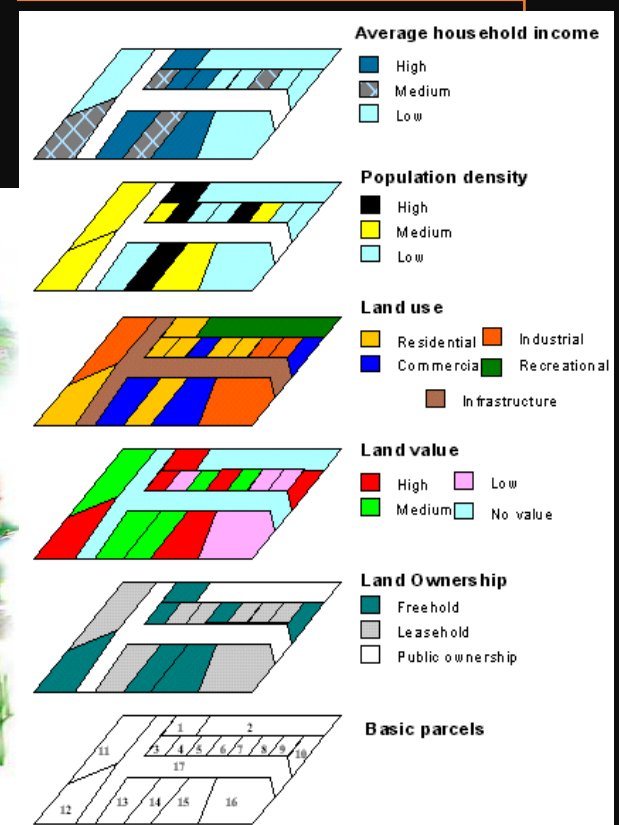 Average household income
High
Medium
Low
Population density
High
Medium
Low
Land use
Residential
Industrial
Commercia
Recreational
Infrastructure
Land value
High
Low
Medium
No value
Land Ownership
Freehold
Leasehold
Public ownership
Basic parcels
1
2
3 4 5 6 7 8 9 10
11
17
12 13 14 15 16